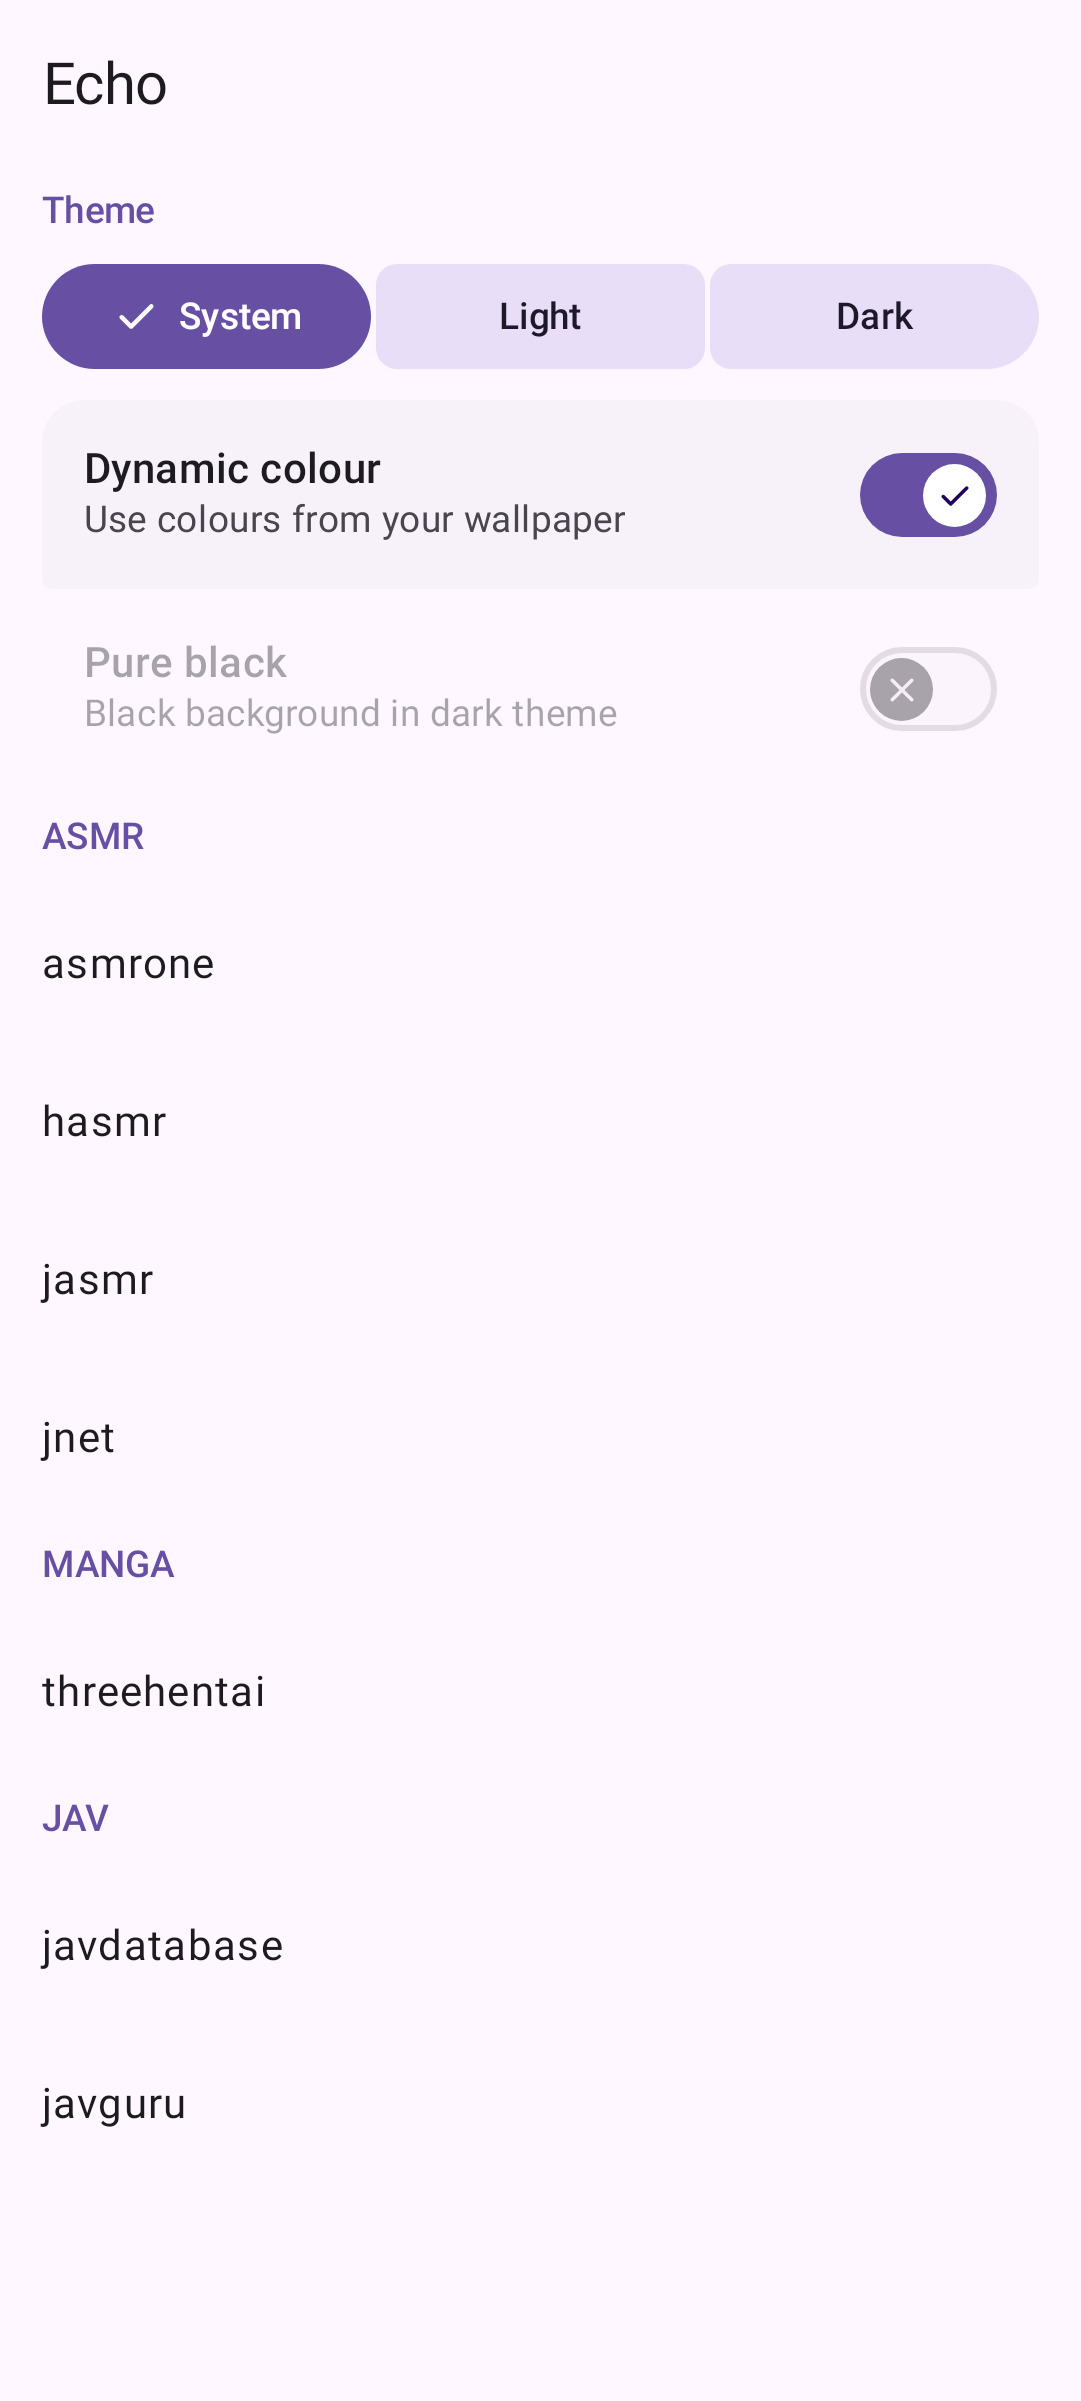 Echo
Theme
System
Light
Dark
Dynamic colour
Use colours from your wallpaper
Pure black
Black background in dark theme
ASMR
asmrone
hasmr
jasmr
jnet
MANGA
threehentai
JAV
javdatabase
javguru